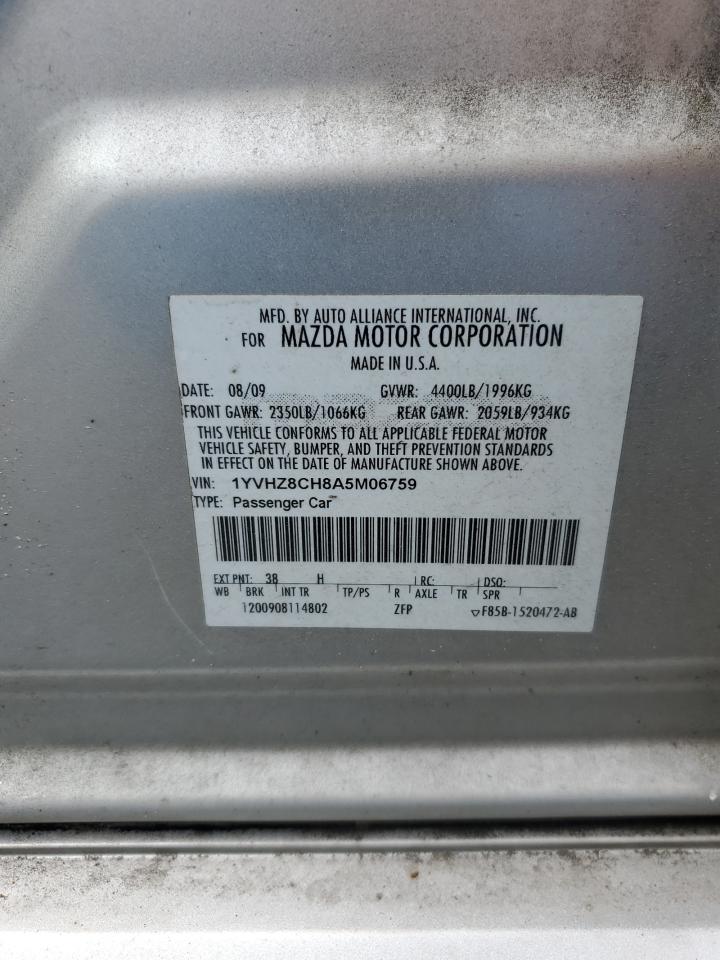 MFD. BY AUTO ALLIANCE INTERNATIONAL, INC.
FOR MAZDA MOTOR CORPORATION
MADE IN U.S.A.
DATE: 08/09 GVWR: 4400LB/1996KG
FRONT GAWR: 2350LB/1066KG REAR GAWR: 2059LB/934KG
THIS VEHICLE CONFORMS TO ALL APPLICABLE FEDERAL MOTOR
VEHICLE SAFETY, BUMPER, AND THEFT PREVENTION STANDARDS
IN EFFECT ON THE DATE OF MANUFACTURE SHOWN ABOVE.
VIN: 1YVHZ8CH8A5M06759
TYPE: Passenger Car
EXT PNT: 38 H RC: DSO:
WB BRK INT TR TP/PS R AXLE TR SPR
1200908114802 ZFP F85B-1520472-AB